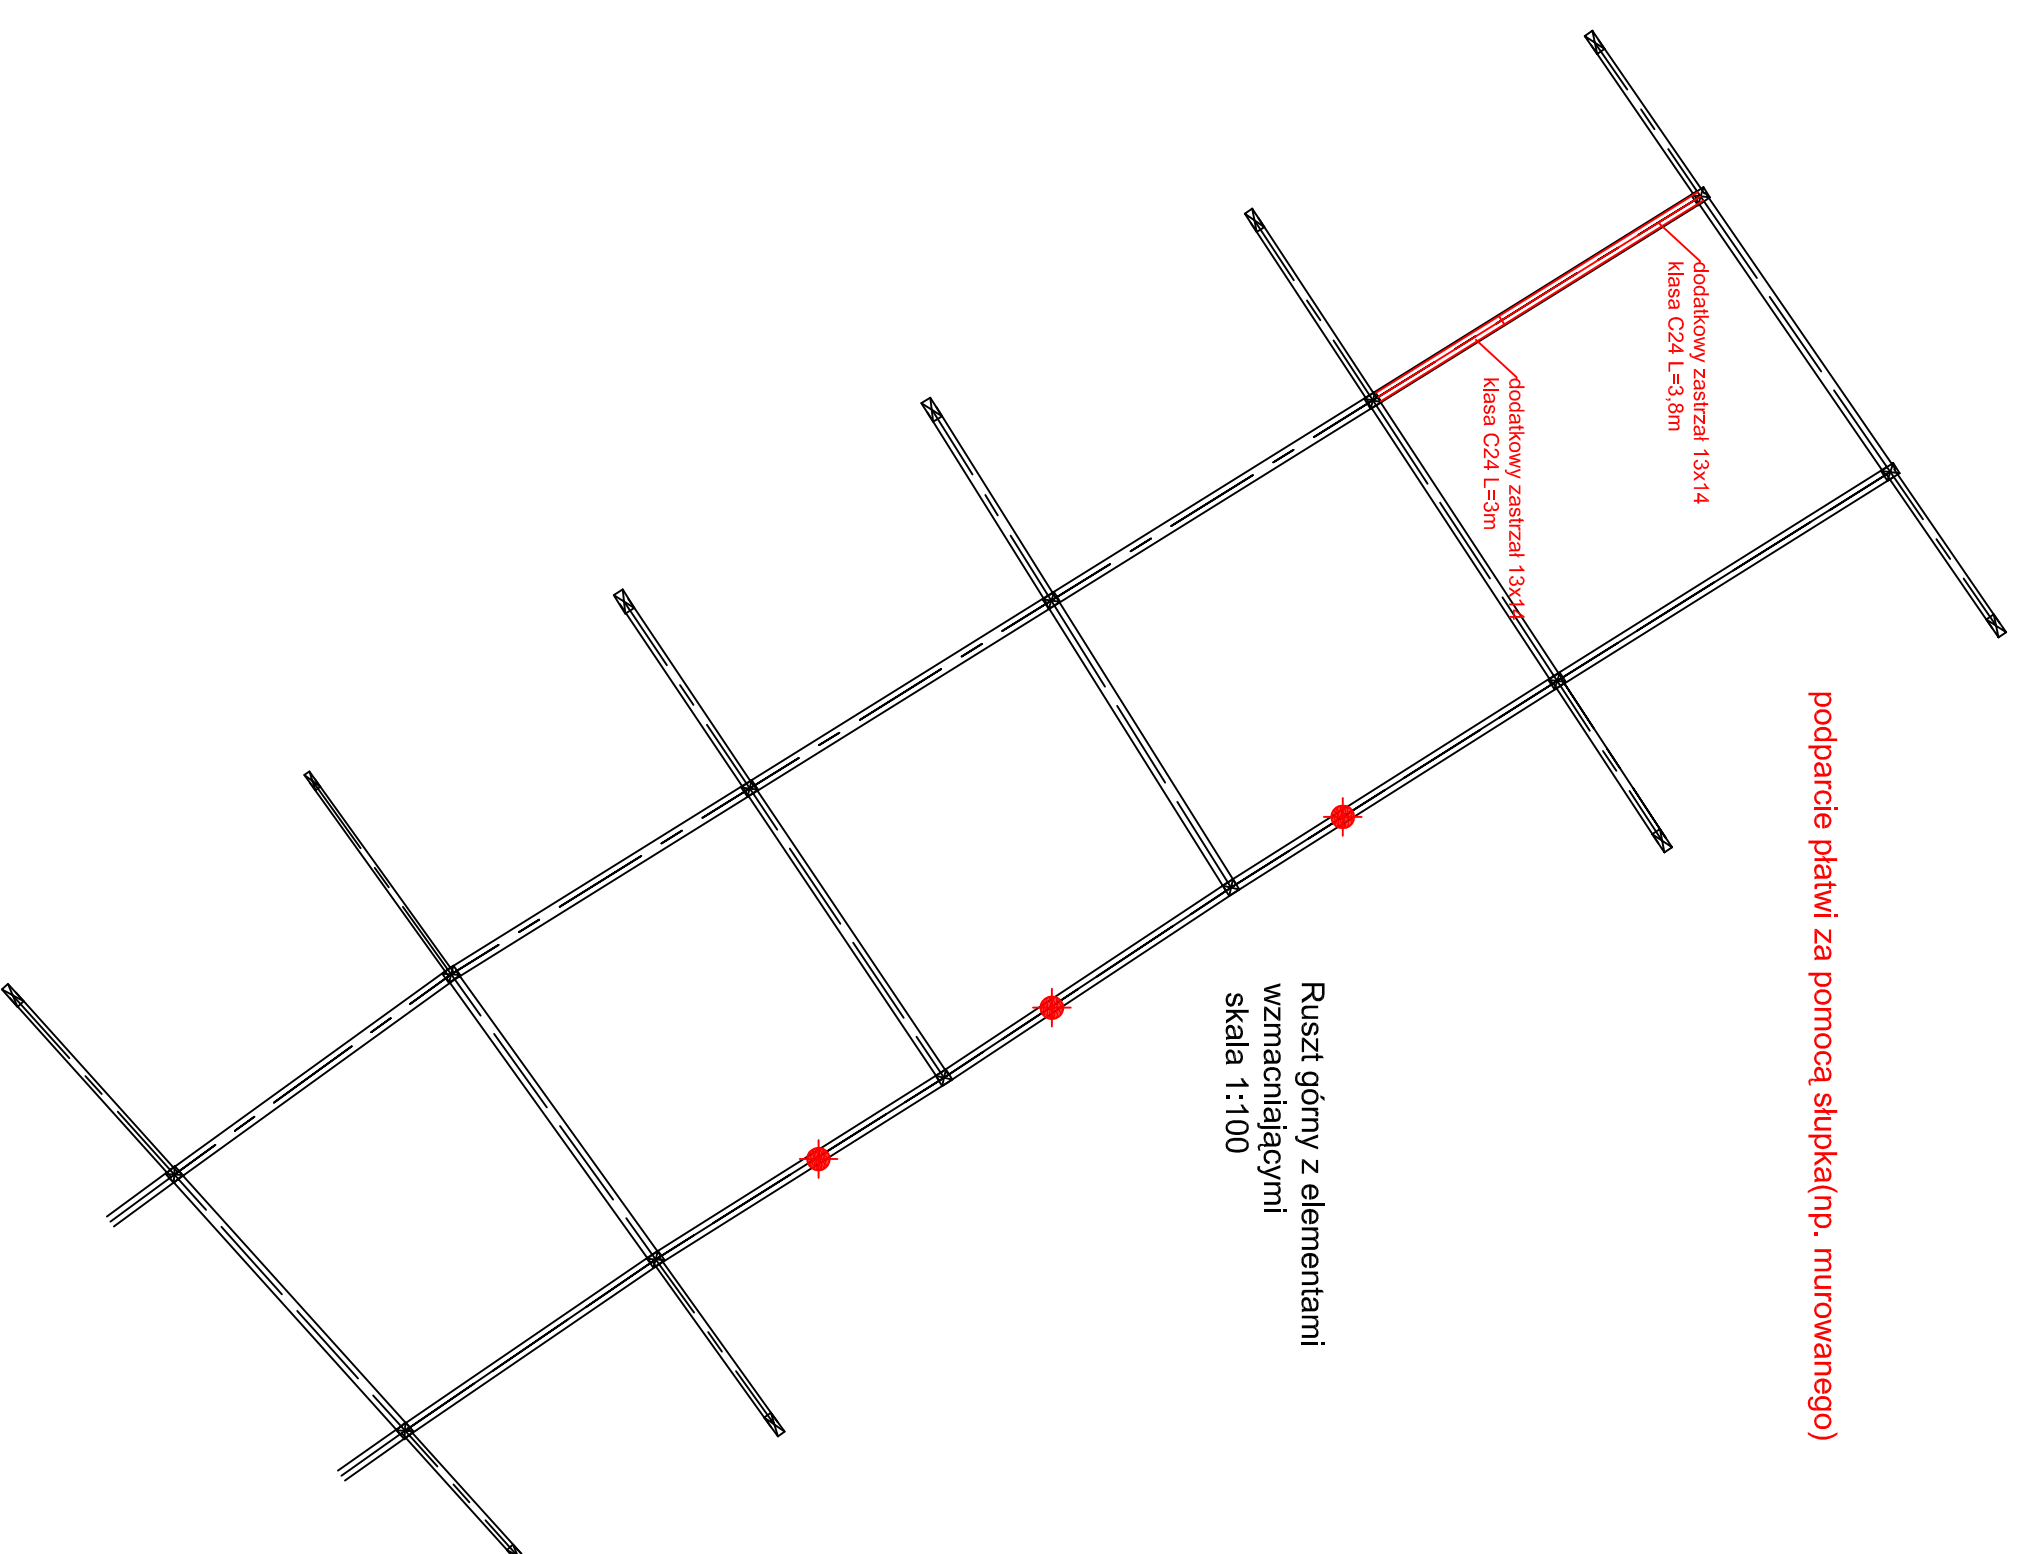 podparcie płatwi za pomocą słupka(np. murowanego)
dodatkowy zastrzał 13x14
klasa C24 L=3,8m
dodatkowy zastrzał 13x14
klasa C24 L=3m
Ruszt górny z elementami
wzmacniającymi
skala 1:100